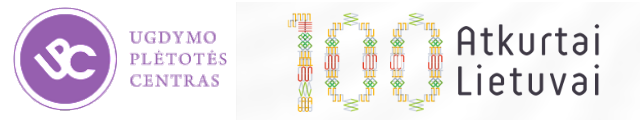 UPC
UGDYMO
PLĖTOTĖS
CENTRAS
100
Atkurtai
Lietuvai